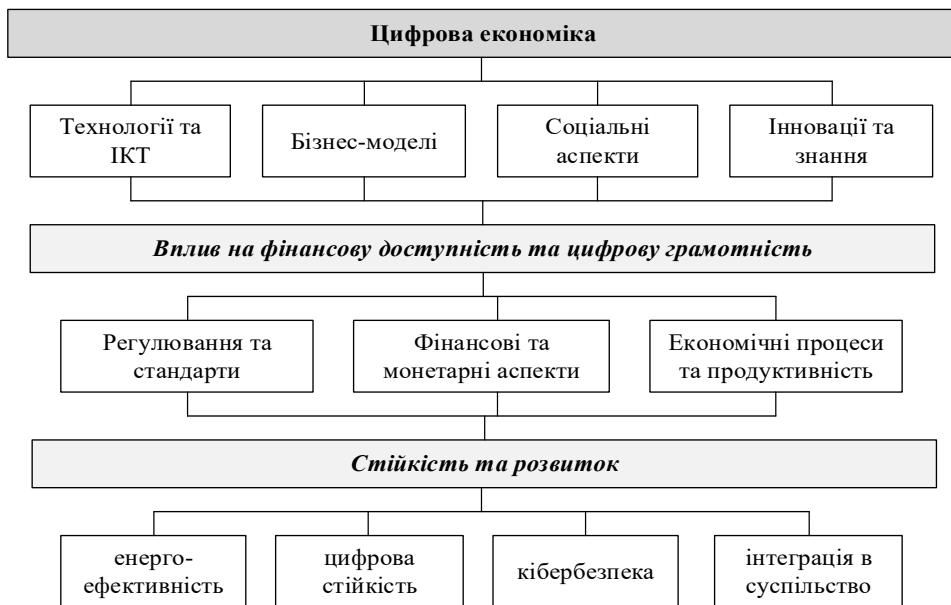 Цифрова економіка
Технології та
ІКТ
Бізнес-моделі
Соціальні
аспекти
Інновації та
знання
Вплив на фінансову доступність та цифрову грамотність
Регулювання та
стандарти
Фінансові та
монетарні аспекти
Економічні процеси
та продуктивність
Стійкість та розвиток
енерго-
ефективність
цифрова
стійкість
кібербезпека
інтеграція в
суспільство